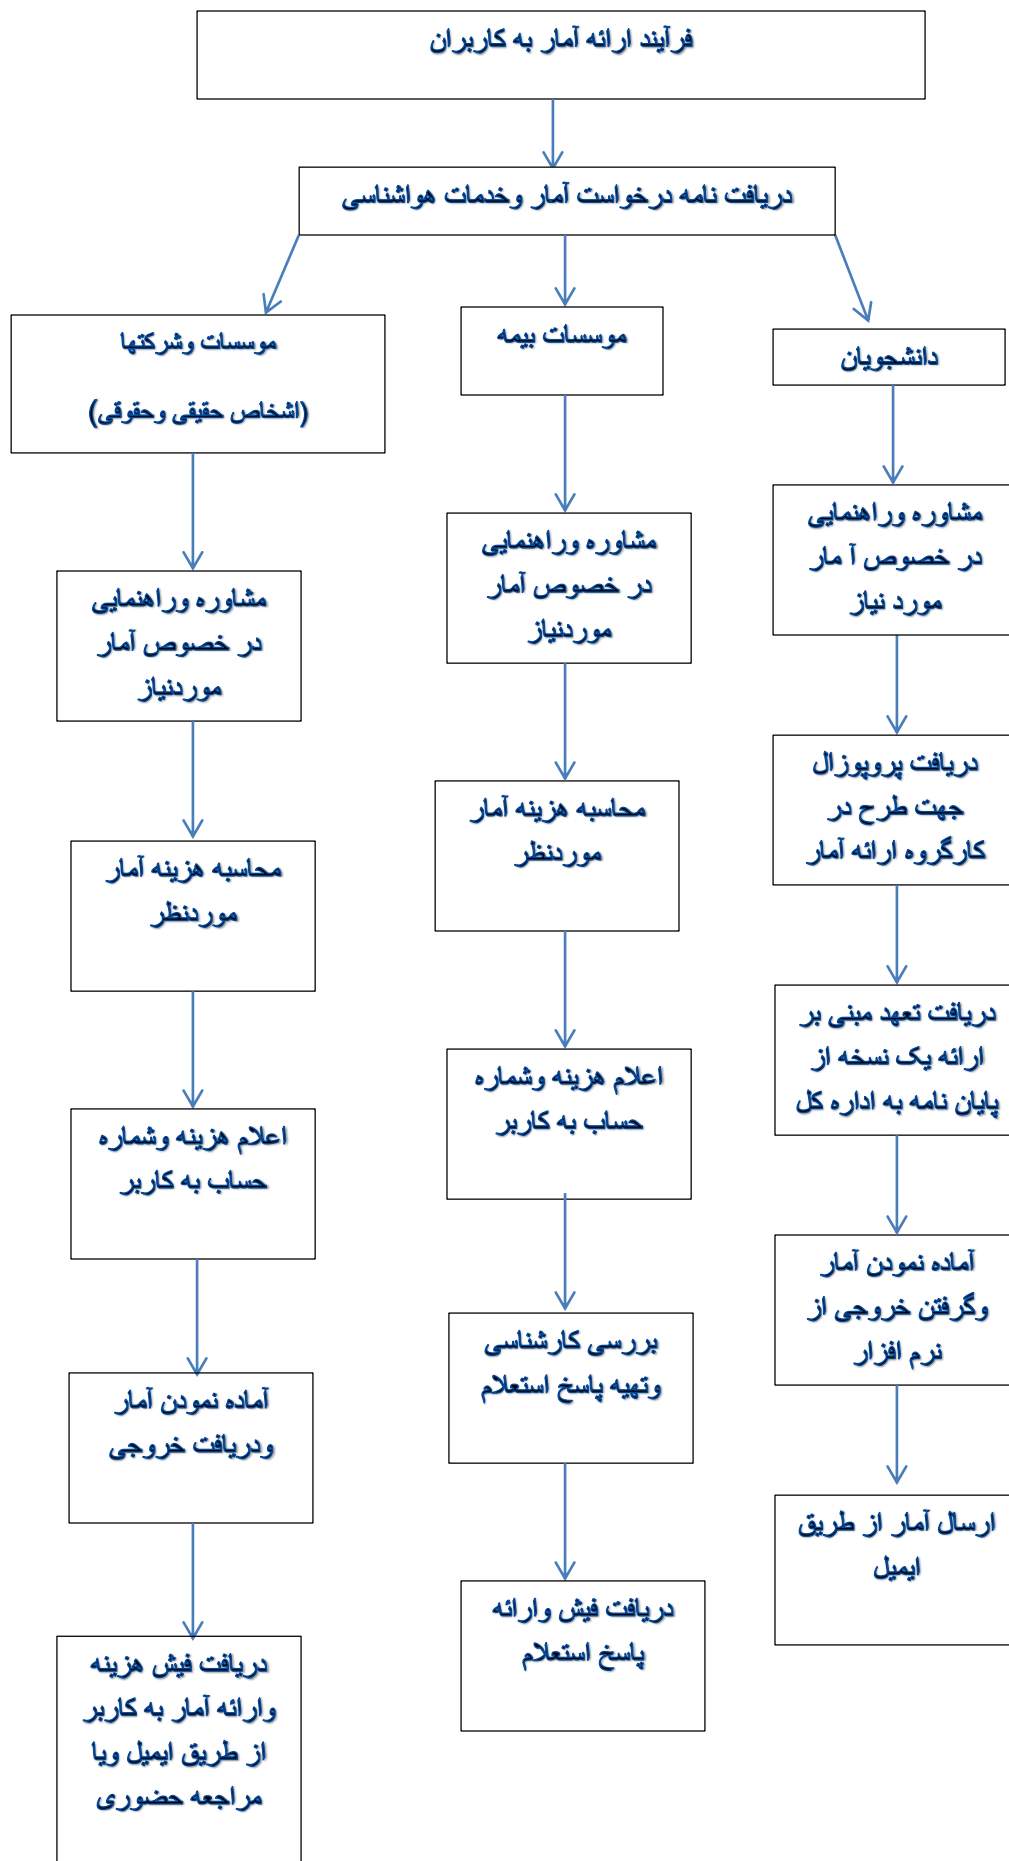 فرآیند ارائه آمار به کاربران
دریافت نامه درخواست آمار وخدمات هواشناسی
دانشجویان
مشاوره وراهنمایی
در خصوص آ مار
مورد نیاز
دریافت پروپوزال
جهت طرح در
کارگروه ارائه آمار
دریافت تعهد مبنی بر
ارائه یک نسخه از
پایان نامه به اداره کل
آماده نمودن آمار
وگرفتن خروجی از
نرم افزار
ارسال آمار از طریق
ایمیل
موسسات بیمه
مشاوره وراهنمایی
در خصوص آمار
موردنیاز
محاسبه هزینه آمار
موردنظر
اعلام هزینه وشماره
حساب به کاربر
بررسی کارشناسی
وتهیه پاسخ استعلام
دریافت فیش وارائه
پاسخ استعلام
موسسات وشرکتها
(اشخاص حقیقی وحقوقی)
مشاوره وراهنمایی
در خصوص آمار
موردنیاز
محاسبه هزینه آمار
موردنظر
اعلام هزینه وشماره
حساب به کاربر
آماده نمودن آمار
ودریافت خروجی
دریافت فیش هزینه
وارائه آمار به کاربر
از طریق ایمیل ویا
مراجعه حضوری